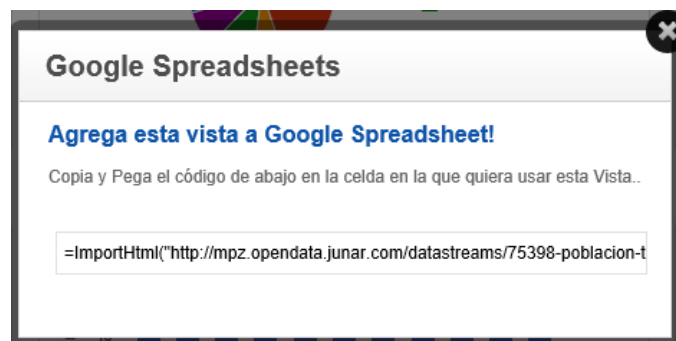 Google Spreadsheets
Agrega esta vista a Google Spreadsheet!
Copia y Pega el código de abajo en la celda en la que quiera usar esta Vista..
=ImportHtml("http://mpz.opendata.junar.com/datastreams/75398-poblacion-t